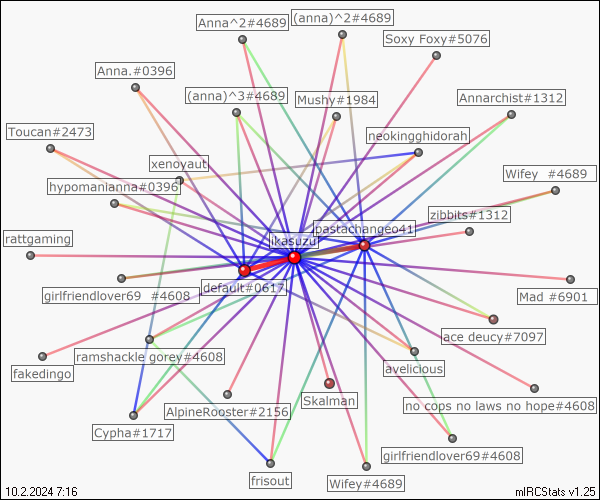 Anna^2#4689
(anna)^2#4689
Soxy Foxy#5076
Anna.#0396
(anna)^3#4689
Mushy#1984
Annarchist#1312
Toucan#2473
neokingghidorah
xenoyaut
hypomanianna#0396
Wifey #4689
zibbits#1312
pastachangeo41
ikasuzu
rattgaming
default#0617
girlfriendlover69 #4608
Mad #6901
ace deucy#7097
ramshackle gorey#4608
avelicious
fakedingo
Skalman
no cops no laws no hope#4608
AlpineRooster#2156
Cypha#1717
girlfriendlover69#4608
frisout
Wifey#4689
10.2.2024 7:16
mIRCStats v1.25